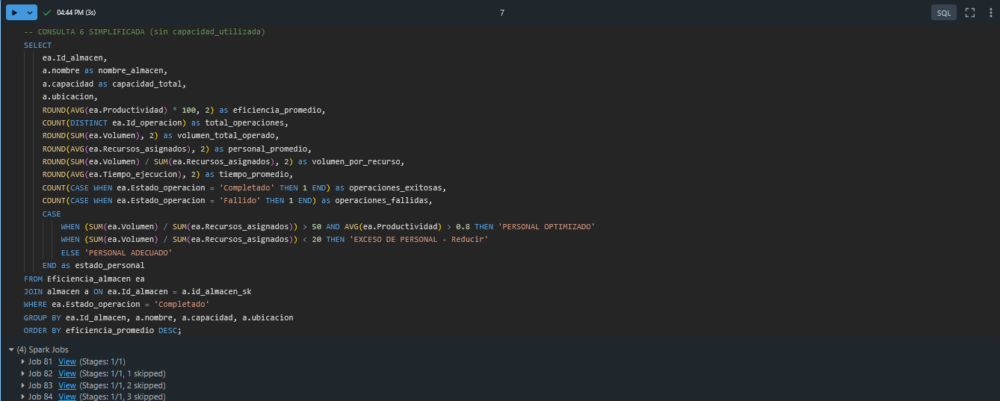 04:44 PM (3s)
7
SQL
-- CONSULTA 6 SIMPLIFICADA (sin capacidad_utilizada)
SELECT
    ea.Id_almacen,
    a.nombre as nombre_almacen,
    a.capacidad as capacidad_total,
    a.ubicacion,
    ROUND(AVG(ea.Productividad) * 100, 2) as eficiencia_promedio,
    COUNT(DISTINCT ea.Id_operacion) as total_operaciones,
    ROUND(SUM(ea.Volumen), 2) as volumen_total_operado,
    ROUND(AVG(ea.Recursos_asignados), 2) as personal_promedio,
    ROUND(SUM(ea.Volumen) / SUM(ea.Recursos_asignados), 2) as volumen_por_recurso,
    ROUND(AVG(ea.Tiempo_ejecucion), 2) as tiempo_promedio,
    COUNT(CASE WHEN ea.Estado_operacion = 'Completado' THEN 1 END) as operaciones_exitosas,
    COUNT(CASE WHEN ea.Estado_operacion = 'Fallido' THEN 1 END) as operaciones_fallidas,
    CASE
        WHEN (SUM(ea.Volumen) / SUM(ea.Recursos_asignados)) > 50 AND AVG(ea.Productividad) > 0.8 THEN 'PERSONAL OPTIMIZADO'
        WHEN (SUM(ea.Volumen) / SUM(ea.Recursos_asignados)) < 20 THEN 'EXCESO DE PERSONAL - Reducir'
        ELSE 'PERSONAL ADECUADO'
    END as estado_personal
FROM Eficiencia_almacen ea
JOIN almacen a ON ea.Id_almacen = a.id_almacen_sk
WHERE ea.Estado_operacion = 'Completado'
GROUP BY ea.Id_almacen, a.nombre, a.capacidad, a.ubicacion
ORDER BY eficiencia_promedio DESC;
(4) Spark Jobs
Job 81 View (Stages: 1/1)
Job 82 View (Stages: 1/1, 1 skipped)
Job 83 View (Stages: 1/1, 2 skipped)
Job 84 View (Stages: 1/1, 3 skipped)